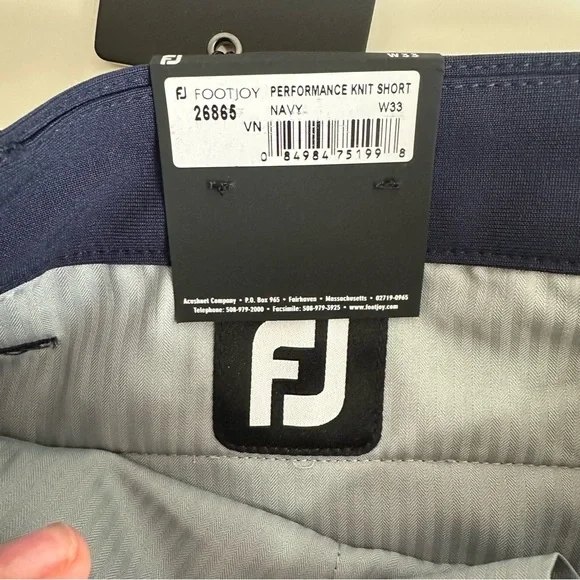 W33
FJ FOOTJOY PERFORMANCE KNIT SHORT
26865 NAVY W33
VN
0 84984 75199 8
Acushnet Company • P.O. Box 965 • Fairhaven • Massachusetts • 02719-0965
Telephone: 508-979-2000 • Facsimile: 508-979-3925 • www.footjoy.com
FJ